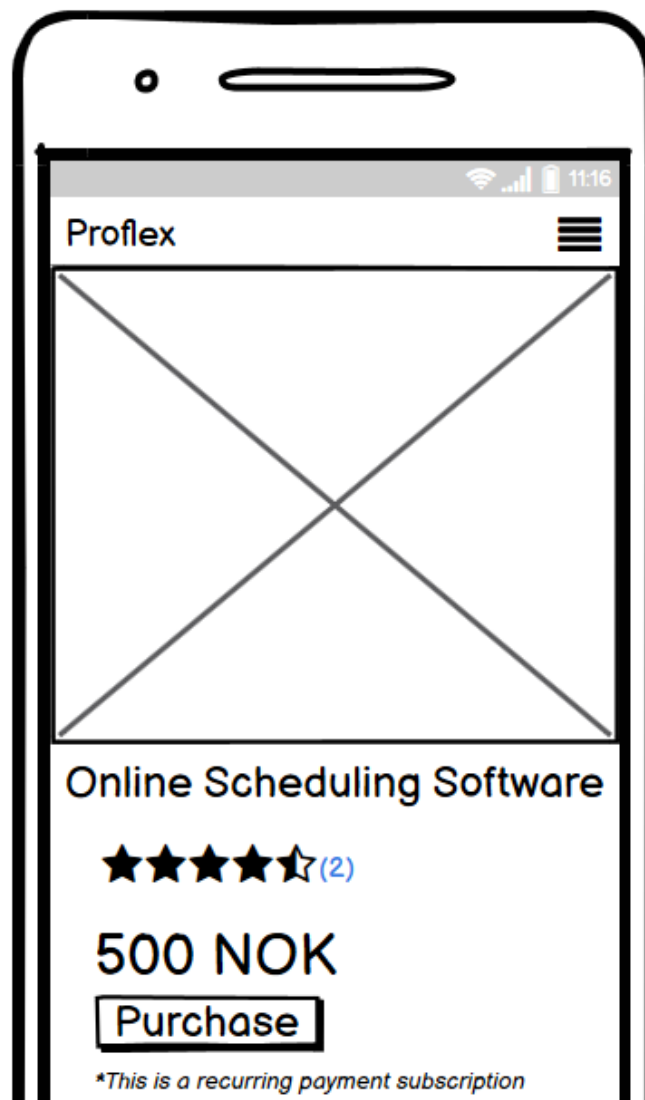 11:16
Proflex
Online Scheduling Software
(2)
500 NOK
Purchase
*This is a recurring payment subscription